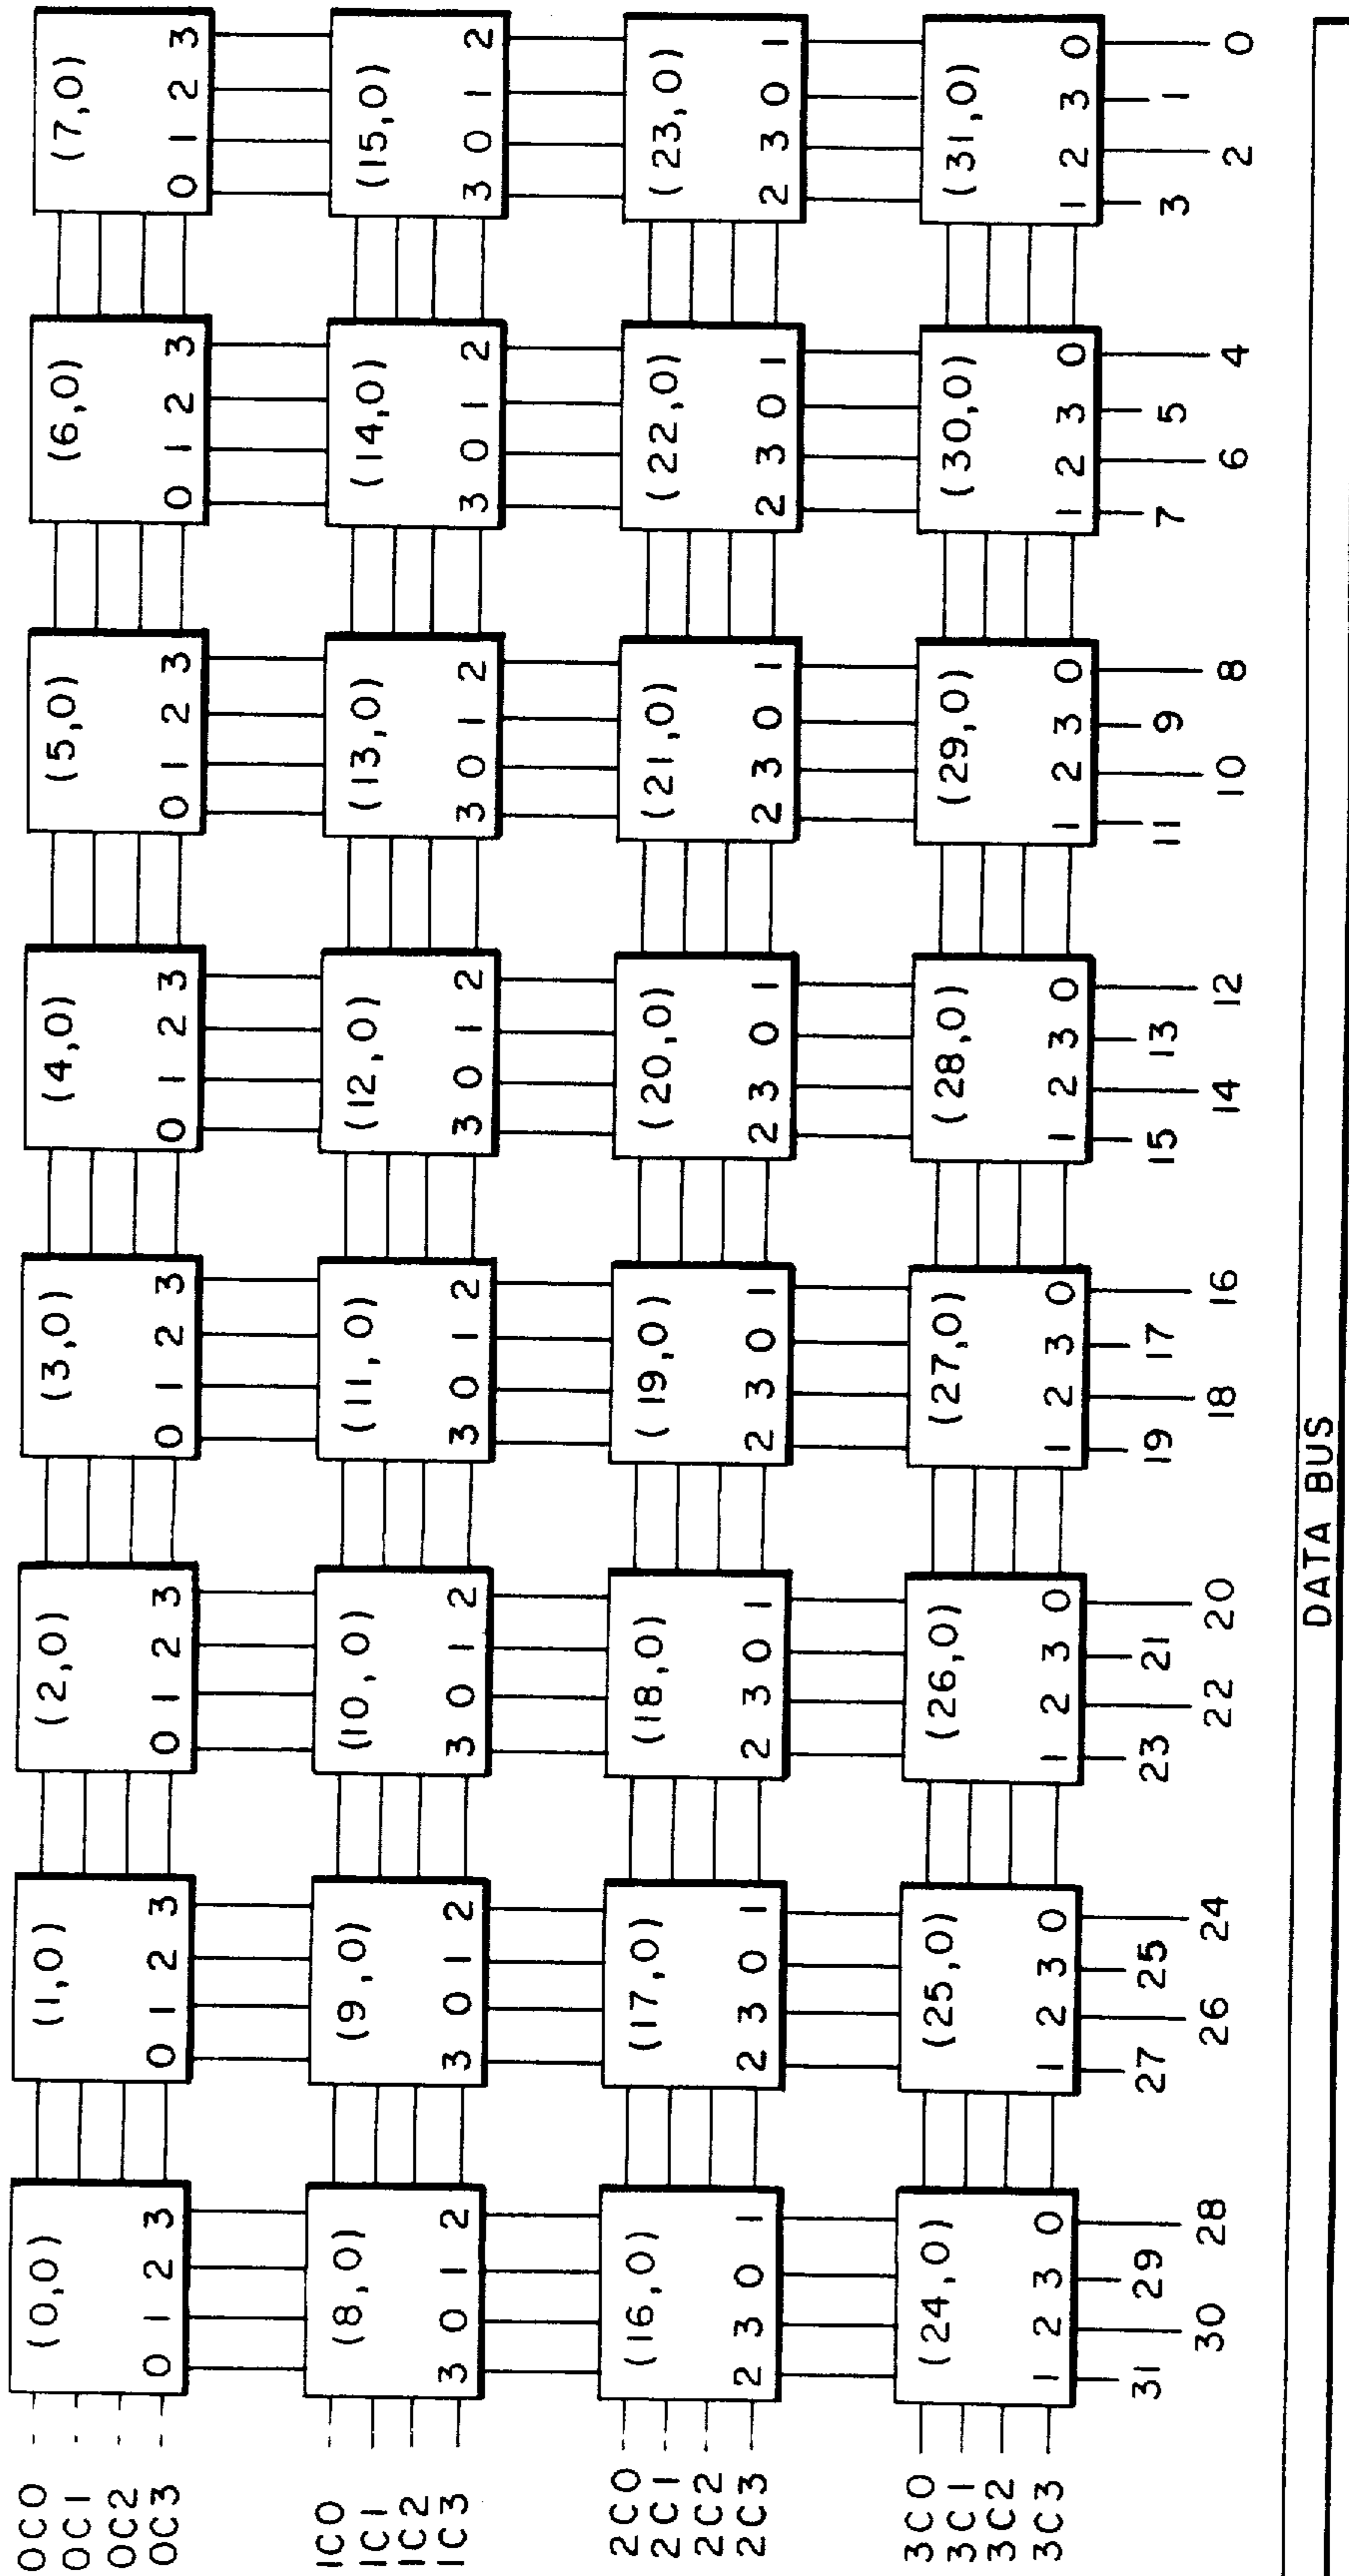 0C0
0C1
0C2
0C3
(0,0) (1,0) (2,0) (3,0) (4,0) (5,0) (6,0) (7,0)
0 1 2 3 0 1 2 3 0 1 2 3 0 1 2 3 0 1 2 3 0 1 2 3 0 1 2 3 0 1 2 3
1C0
1C1
1C2
1C3
(8,0) (9,0) (10,0) (11,0) (12,0) (13,0) (14,0) (15,0)
3 0 1 2 3 0 1 2 3 0 1 2 3 0 1 2 3 0 1 2 3 0 1 2 3 0 1 2 3 0 1 2
2C0
2C1
2C2
2C3
(16,0) (17,0) (18,0) (19,0) (20,0) (21,0) (22,0) (23,0)
2 3 0 1 2 3 0 1 2 3 0 1 2 3 0 1 2 3 0 1 2 3 0 1 2 3 0 1 2 3 0 1
3C0
3C1
3C2
3C3
(24,0) (25,0) (26,0) (27,0) (28,0) (29,0) (30,0) (31,0)
1 2 3 0 1 2 3 0 1 2 3 0 1 2 3 0 1 2 3 0 1 2 3 0 1 2 3 0 1 2 3 0
31 29 27 25 23 21 19 17 15 13 11 9 7 5 3 1
30 28 26 24 22 20 18 16 14 12 10 8 6 4 2 0
DATA BUS